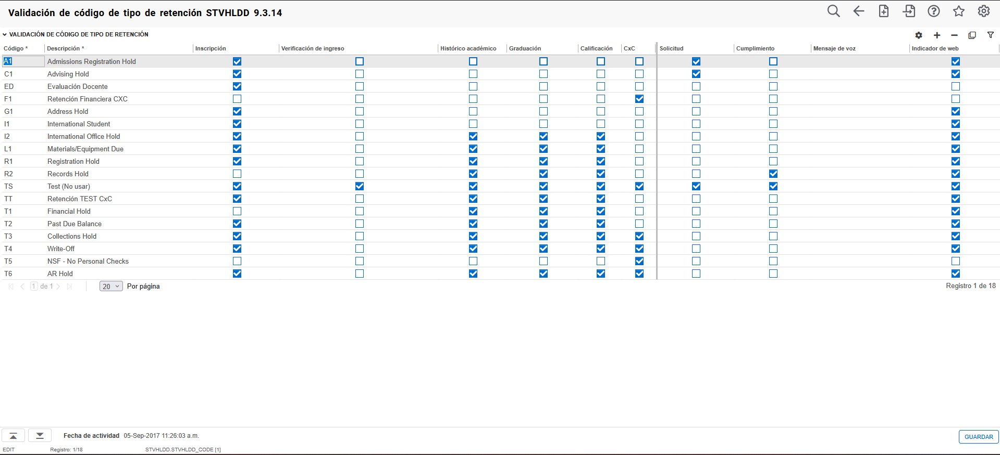 Validación de código de tipo de retención STVHLDD 9.3.14
VALIDACIÓN DE CÓDIGO DE TIPO DE RETENCIÓN
Código * Descripción * Inscripción Verificación de ingreso Histórico académico Graduación Calificación CxC Solicitud Cumplimiento Mensaje de voz Indicador de web
A1 Admissions Registration Hold
C1 Advising Hold
ED Evaluación Docente
F1 Retención Financiera CXC
G1 Address Hold
I1 International Student
I2 International Office Hold
L1 Materials/Equipment Due
R1 Registration Hold
R2 Records Hold
TS Test (No usar)
TT Retención TEST CxC
T1 Financial Hold
T2 Past Due Balance
T3 Collections Hold
T4 Write-Off
T5 NSF - No Personal Checks
T6 AR Hold
1 de 1 20 Por página Registro 1 de 18
Fecha de actividad 05-Sep-2017 11:26:03 a.m. GUARDAR
EDIT Registro: 1/18 STVHLDD.STVHLDD_CODE [1]